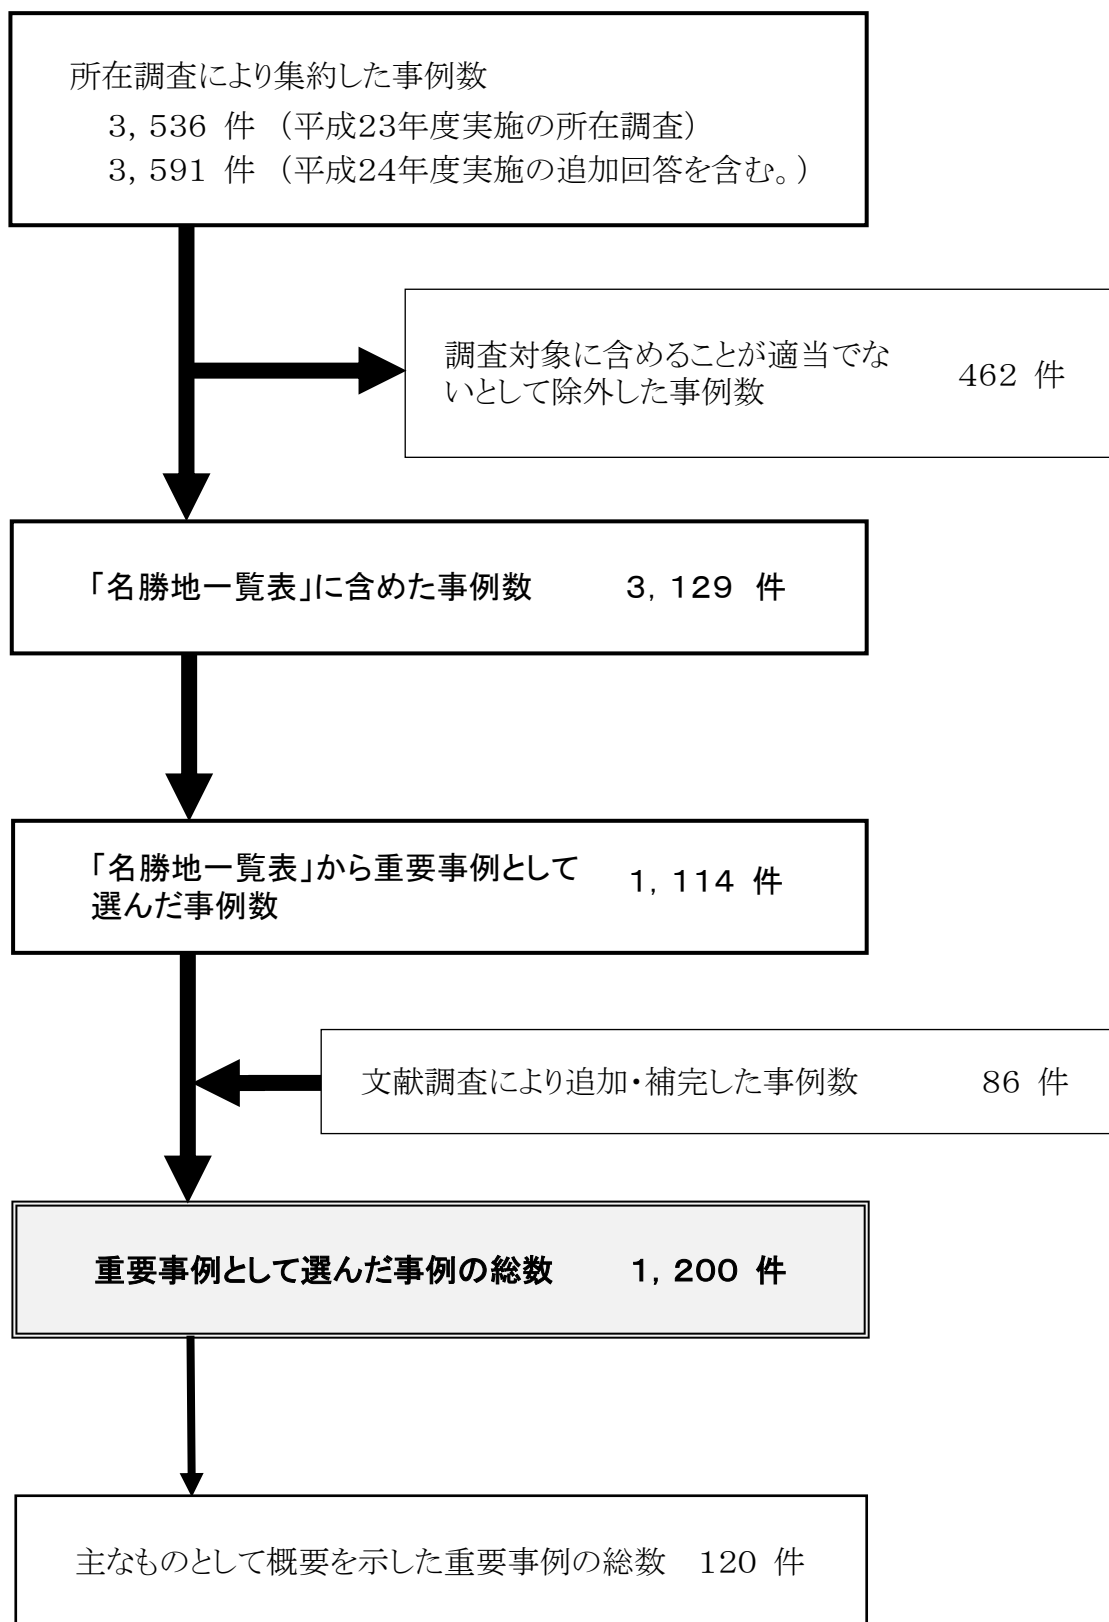 所在調査により集約した事例数
3,536 件 (平成23年度実施の所在調査)
3,591 件 (平成24年度実施の追加回答を含む。)
調査対象に含めることが適当でな
いとして除外した事例数 462 件
「名勝地一覧表」に含めた事例数 3,129 件
「名勝地一覧表」から重要事例として
選んだ事例数 1,114 件
文献調査により追加・補完した事例数 86 件
重要事例として選んだ事例の総数 1,200 件
主なものとして概要を示した重要事例の総数 120 件